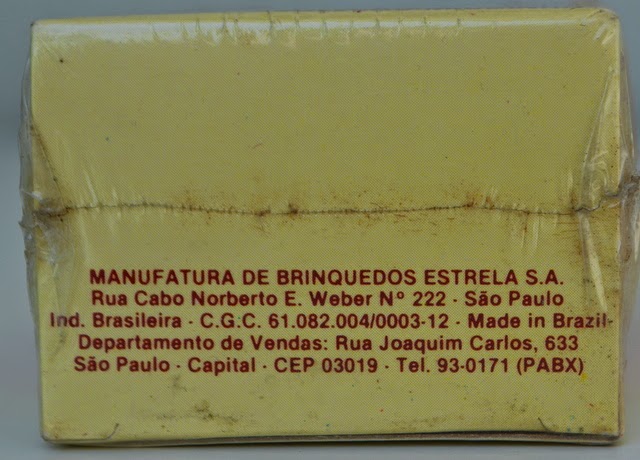 MANUFATURA DE BRINQUEDOS ESTRELA S.A.
Rua Cabo Norberto E. Weber Nº 222 - São Paulo
Ind. Brasileira - C.G.C. 61.082.004/0003-12 - Made in Brazil-
Departamento de Vendas: Rua Joaquim Carlos, 633
São Paulo - Capital - CEP 03019 - Tel. 93-0171 (PABX)